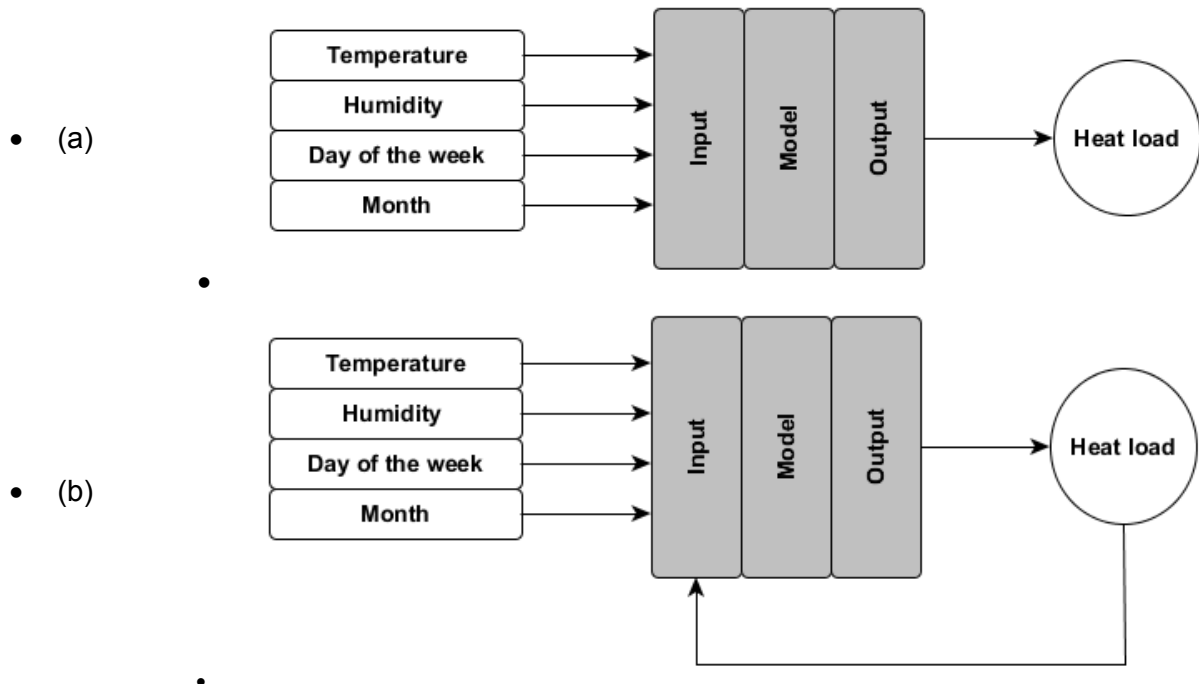 Temperature
Humidity
(a)
Day of the week
Month
Input
Model
Output
Heat load
Temperature
Humidity
Day of the week
(b)
Month
Input
Model
Output
Heat load